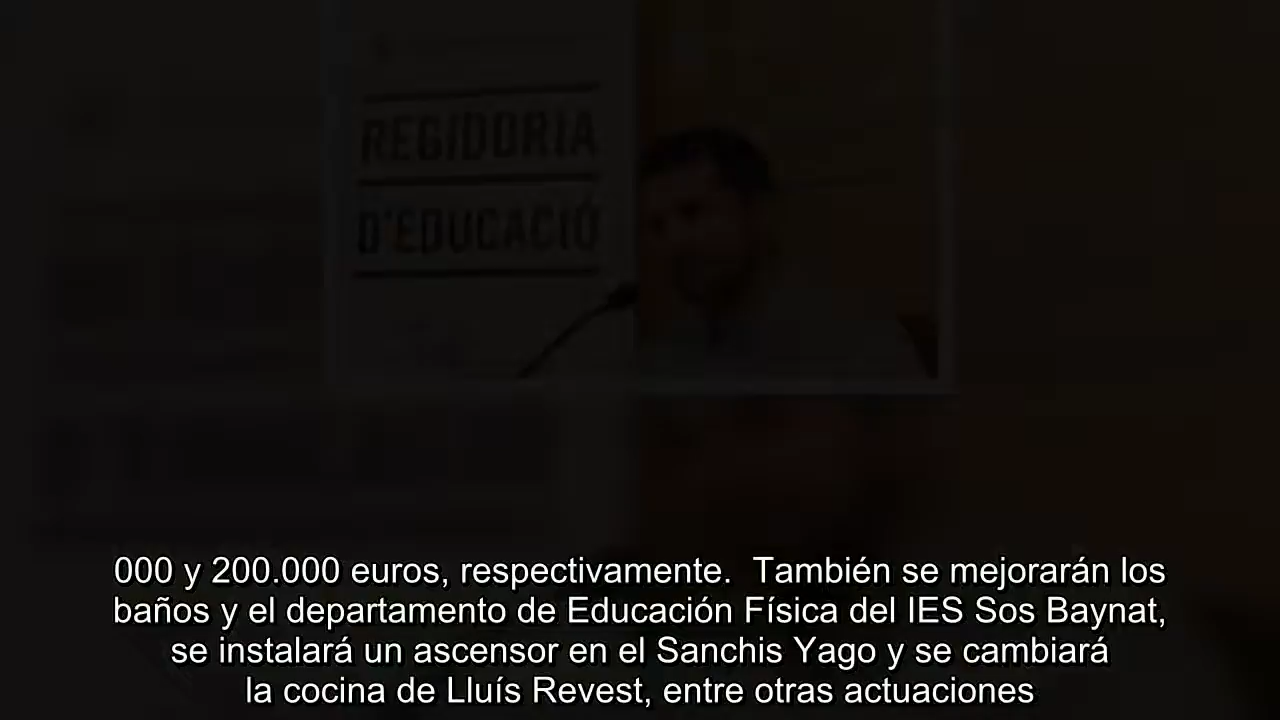 REGIDORIA
D'EDUCACIÓ
000 y 200.000 euros, respectivamente.  También se mejorarán los
baños y el departamento de Educación Física del IES Sos Baynat,
se instalará un ascensor en el Sanchis Yago y se cambiará
la cocina de Lluís Revest, entre otras actuaciones